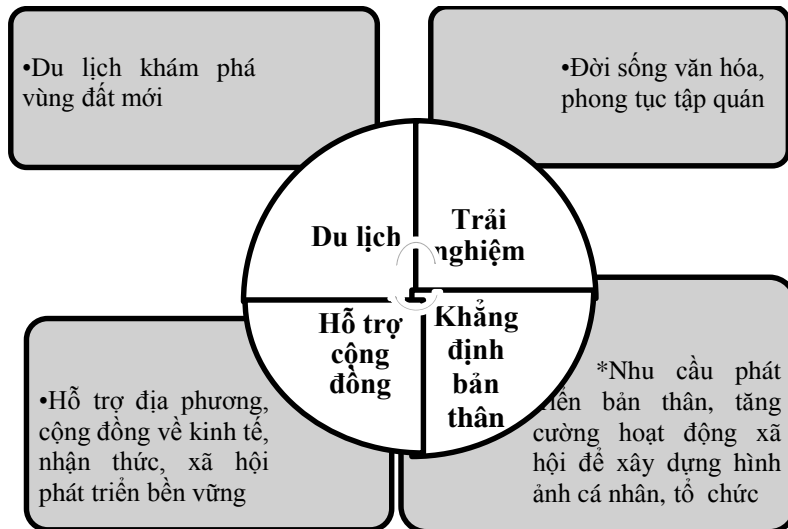 •Du lịch khám phá
vùng đất mới
•Đời sống văn hóa,
phong tục tập quán
Du lịch
Trải
nghiệm
Hỗ trợ
cộng
đồng
Khẳng
định
bản
thân
•Hỗ trợ địa phương,
cộng đồng về kinh tế,
nhận thức, xã hội
phát triển bền vững
*Nhu cầu phát
triển bản thân, tăng
cường hoạt động xã
hội để xây dựng hình
ảnh cá nhân, tổ chức